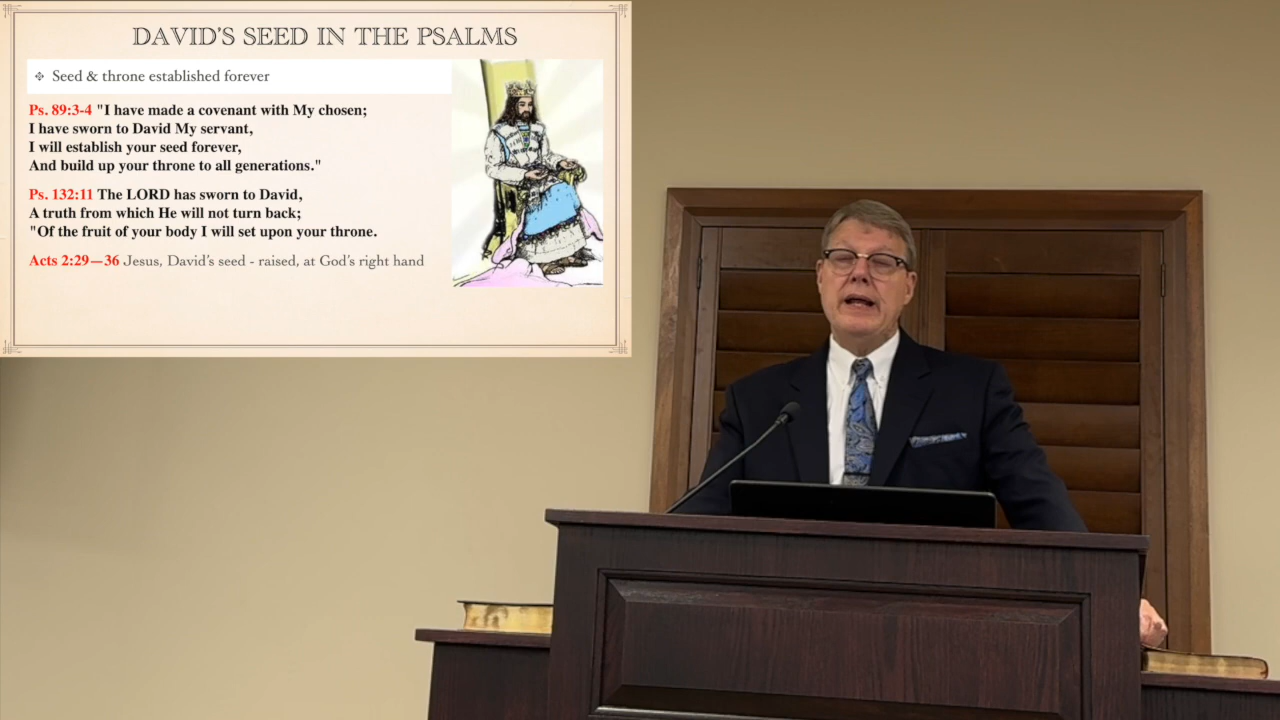 DAVID'S SEED IN THE PSALMS
Seed & throne established forever
Ps. 89:3-4 "I have made a covenant with My chosen;
I have sworn to David My servant,
I will establish your seed forever,
And build up your throne to all generations."
Ps. 132:11 The LORD has sworn to David,
A truth from which He will not turn back;
"Of the fruit of your body I will set upon your throne.
Acts 2:29—36 Jesus, David's seed - raised, at God's right hand